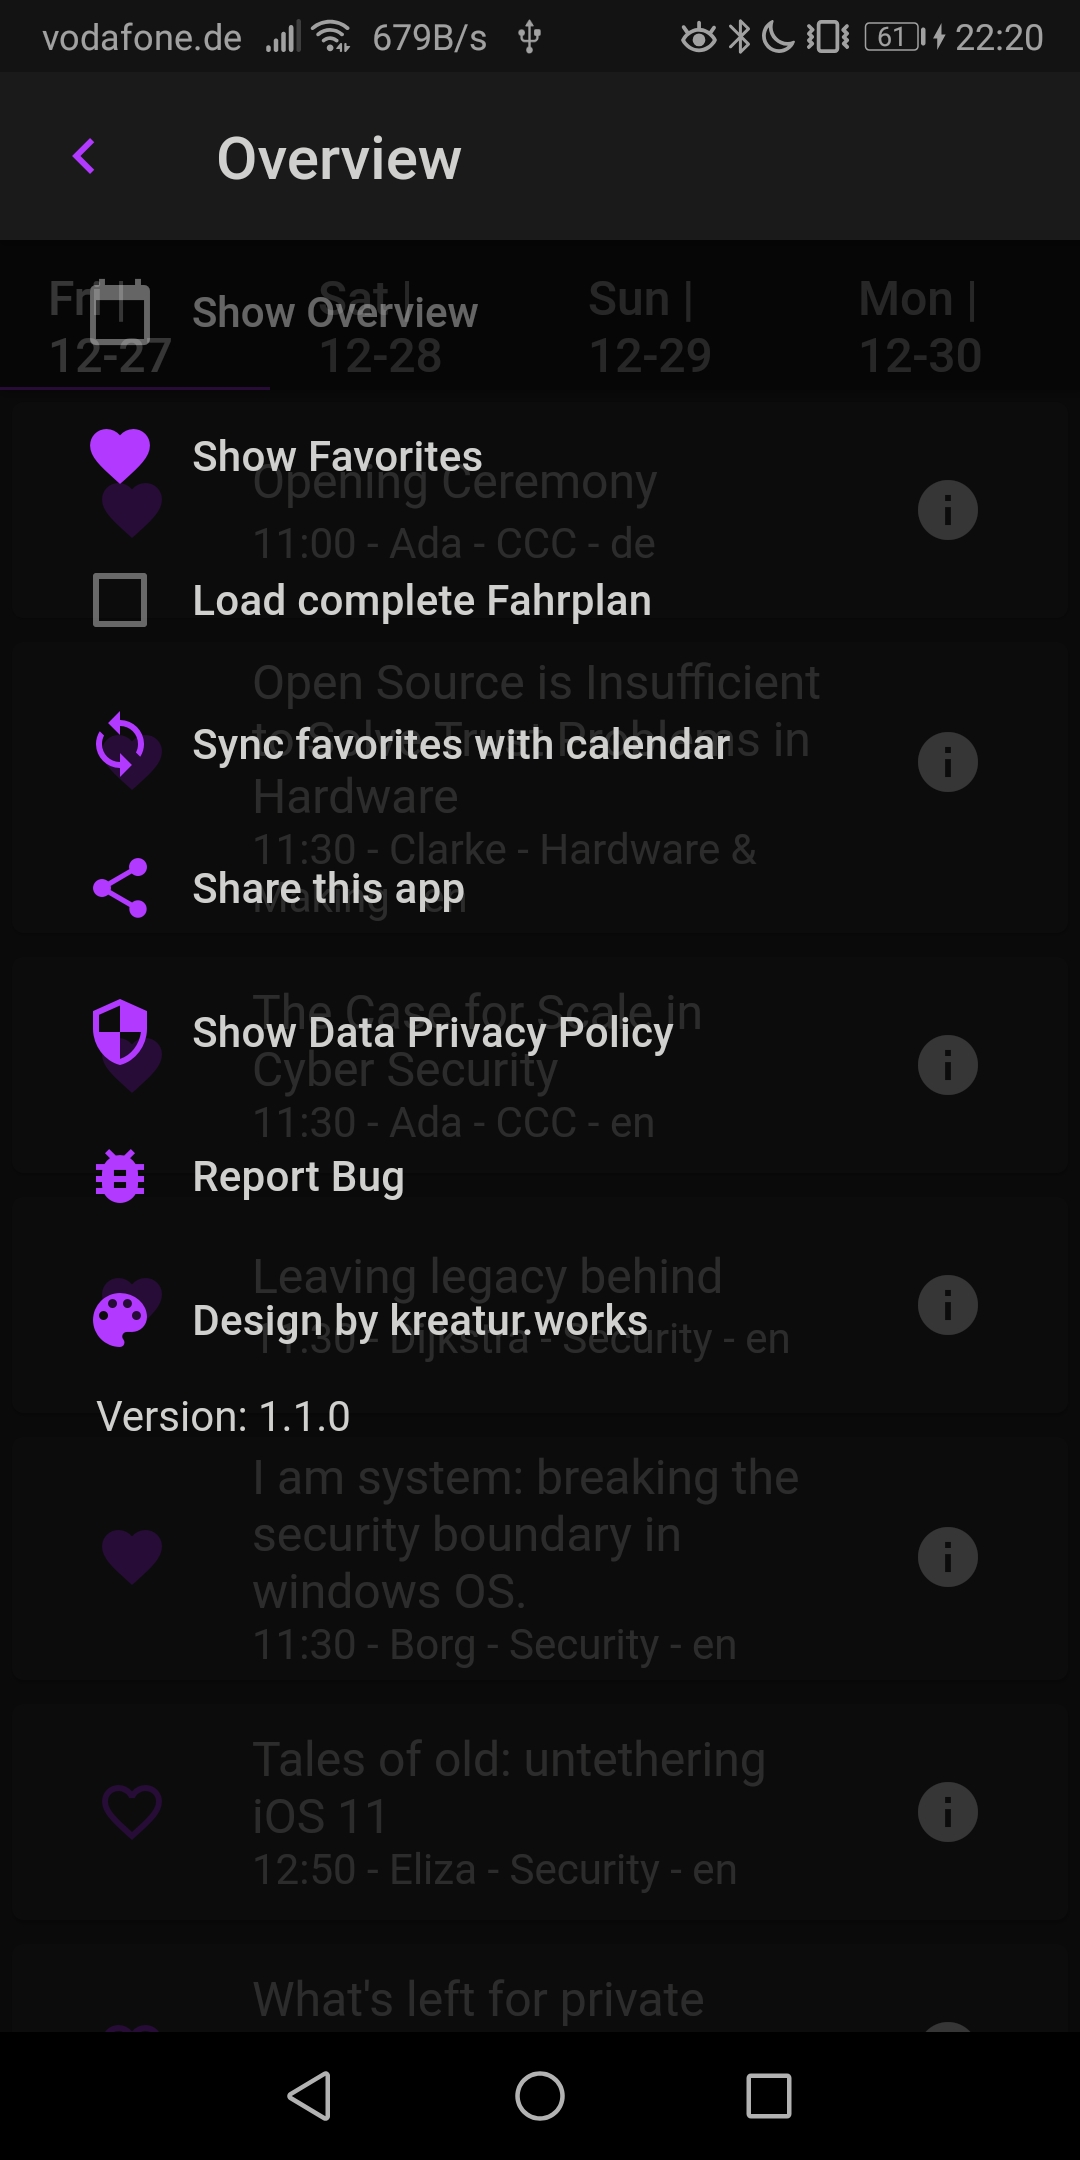 vodafone.de 679B/s 61 22:20
Overview
Fri | Sat | Sun | Mon |
12-27 12-28 12-29 12-30
Show Overview
Show Favorites
Opening Ceremony
11:00 - Ada - CCC - de
Load complete Fahrplan
Open Source is Insufficient
to Solve Trust Problems in
Hardware
Sync favorites with calendar
11:30 - Clarke - Hardware &
Making - en
Share this app
The Case for Scale in
Cyber Security
11:30 - Ada - CCC - en
Show Data Privacy Policy
Report Bug
Leaving legacy behind
11:30 - Dijkstra - Security - en
Design by kreatur.works
Version: 1.1.0
I am system: breaking the
security boundary in
windows OS.
11:30 - Borg - Security - en
Tales of old: untethering
iOS 11
12:50 - Eliza - Security - en
What's left for private